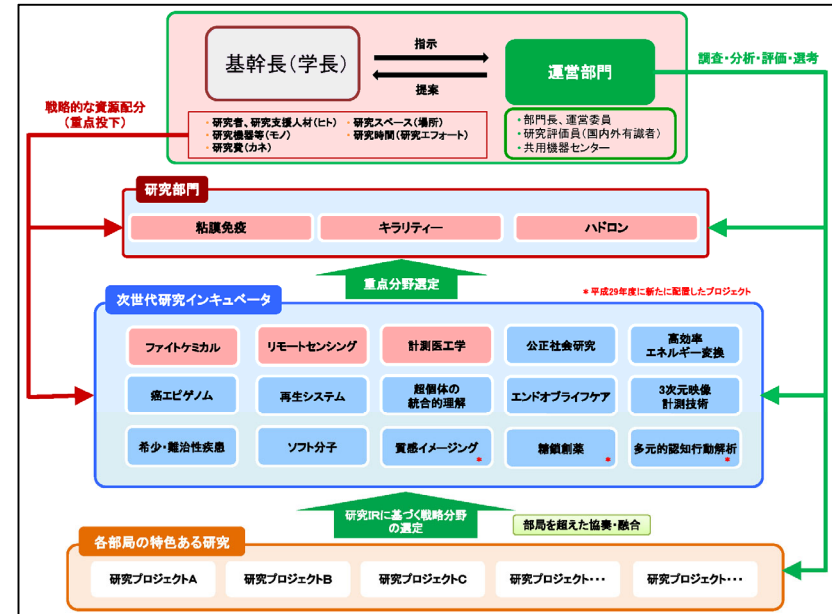 基幹長(学長)
指示
提案
運営部門
調査・分析・評価・選考
戦略的な資源配分
(重点投下)
・研究者、研究支援人材(ヒト)
・研究機器等(モノ)
・研究費(カネ)
・研究スペース(場所)
・研究時間(研究エフォート)
・部門長、運営委員
・研究評価員(国内外有識者)
・共用機器センター
研究部門
粘膜免疫
キラリティー
ハドロン
重点分野選定
*平成29年度に新たに配置したプロジェクト
次世代研究インキュベータ
ファイトケミカル
リモートセンシング
計測医工学
公正社会研究
高効率
エネルギー変換
癌エピゲノム
再生システム
超個体の
統合的理解
エンドオブライフケア
3次元映像
計測技術
希少・難治性疾患
ソフト分子
質感イメージング
*
糖鎖創薬
*
多元的認知行動解析
*
研究IRに基づく戦略分野
の選定
部局を超えた協奏・融合
各部局の特色ある研究
研究プロジェクトA
研究プロジェクトB
研究プロジェクトC
研究プロジェクト・・・
研究プロジェクト・・・